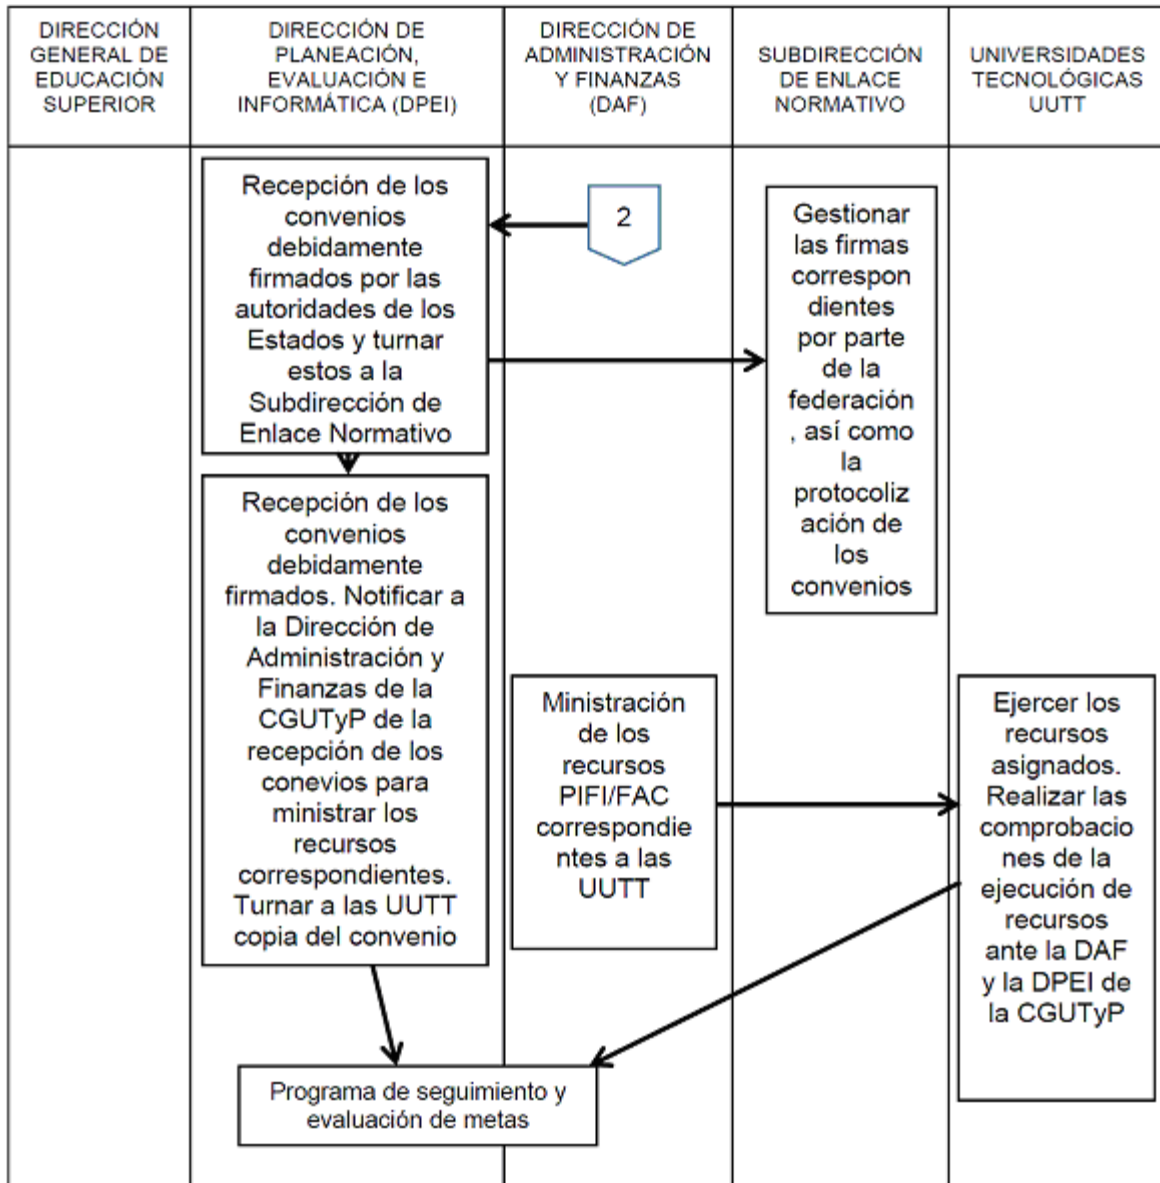 DIRECCIÓN
GENERAL DE
EDUCACIÓN
SUPERIOR
DIRECCIÓN DE
PLANEACIÓN,
EVALUACIÓN E
INFORMÁTICA (DPEI)
DIRECCIÓN DE
ADMINISTRACIÓN
Y FINANZAS
(DAF)
SUBDIRECCIÓN
DE ENLACE
NORMATIVO
UNIVERSIDADES
TECNOLÓGICAS
UUTT
Recepción de los
convenios
debidamente
firmados por las
autoridades de los
Estados y turnar
estos a la
Subdirección de
Enlace Normativo
2
Gestionar
las firmas
correspon
dientes
por parte
de la
federación
, así como
la
protocoliz
ación de
los
convenios
Recepción de los
convenios
debidamente
firmados. Notificar a
la Dirección de
Administración y
Finanzas de la
CGUTyP de la
recepción de los
conevios para
ministrar los
recursos
correspondientes.
Turnar a las UUTT
copia del convenio
Ministración
de los
recursos
PIFI/FAC
correspondie
ntes a las
UUTT
Ejercer los
recursos
asignados.
Realizar las
comprobacio
nes de la
ejecución de
recursos
ante la DAF
y la DPEI de
la CGUTyP
Programa de seguimiento y
evaluación de metas